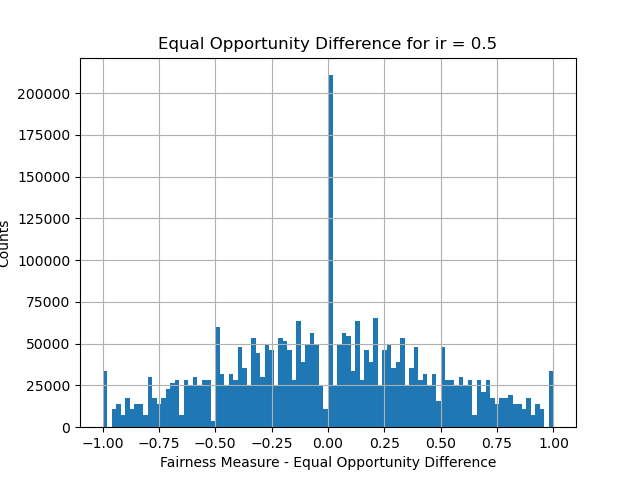 Equal Opportunity Difference for ir = 0.5
Counts
200000
175000
150000
125000
100000
75000
50000
25000
0
−1.00 −0.75 −0.50 −0.25 0.00 0.25 0.50 0.75 1.00
Fairness Measure - Equal Opportunity Difference